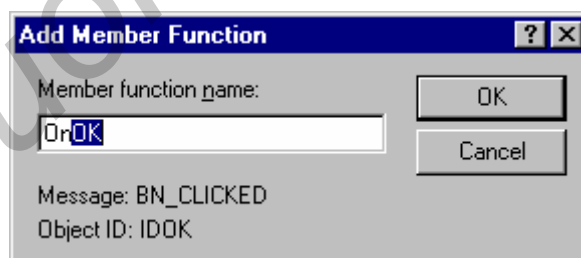 Add Member Function
Member function name:
OK
OnOK
Cancel
Message: BN_CLICKED
Object ID: IDOK